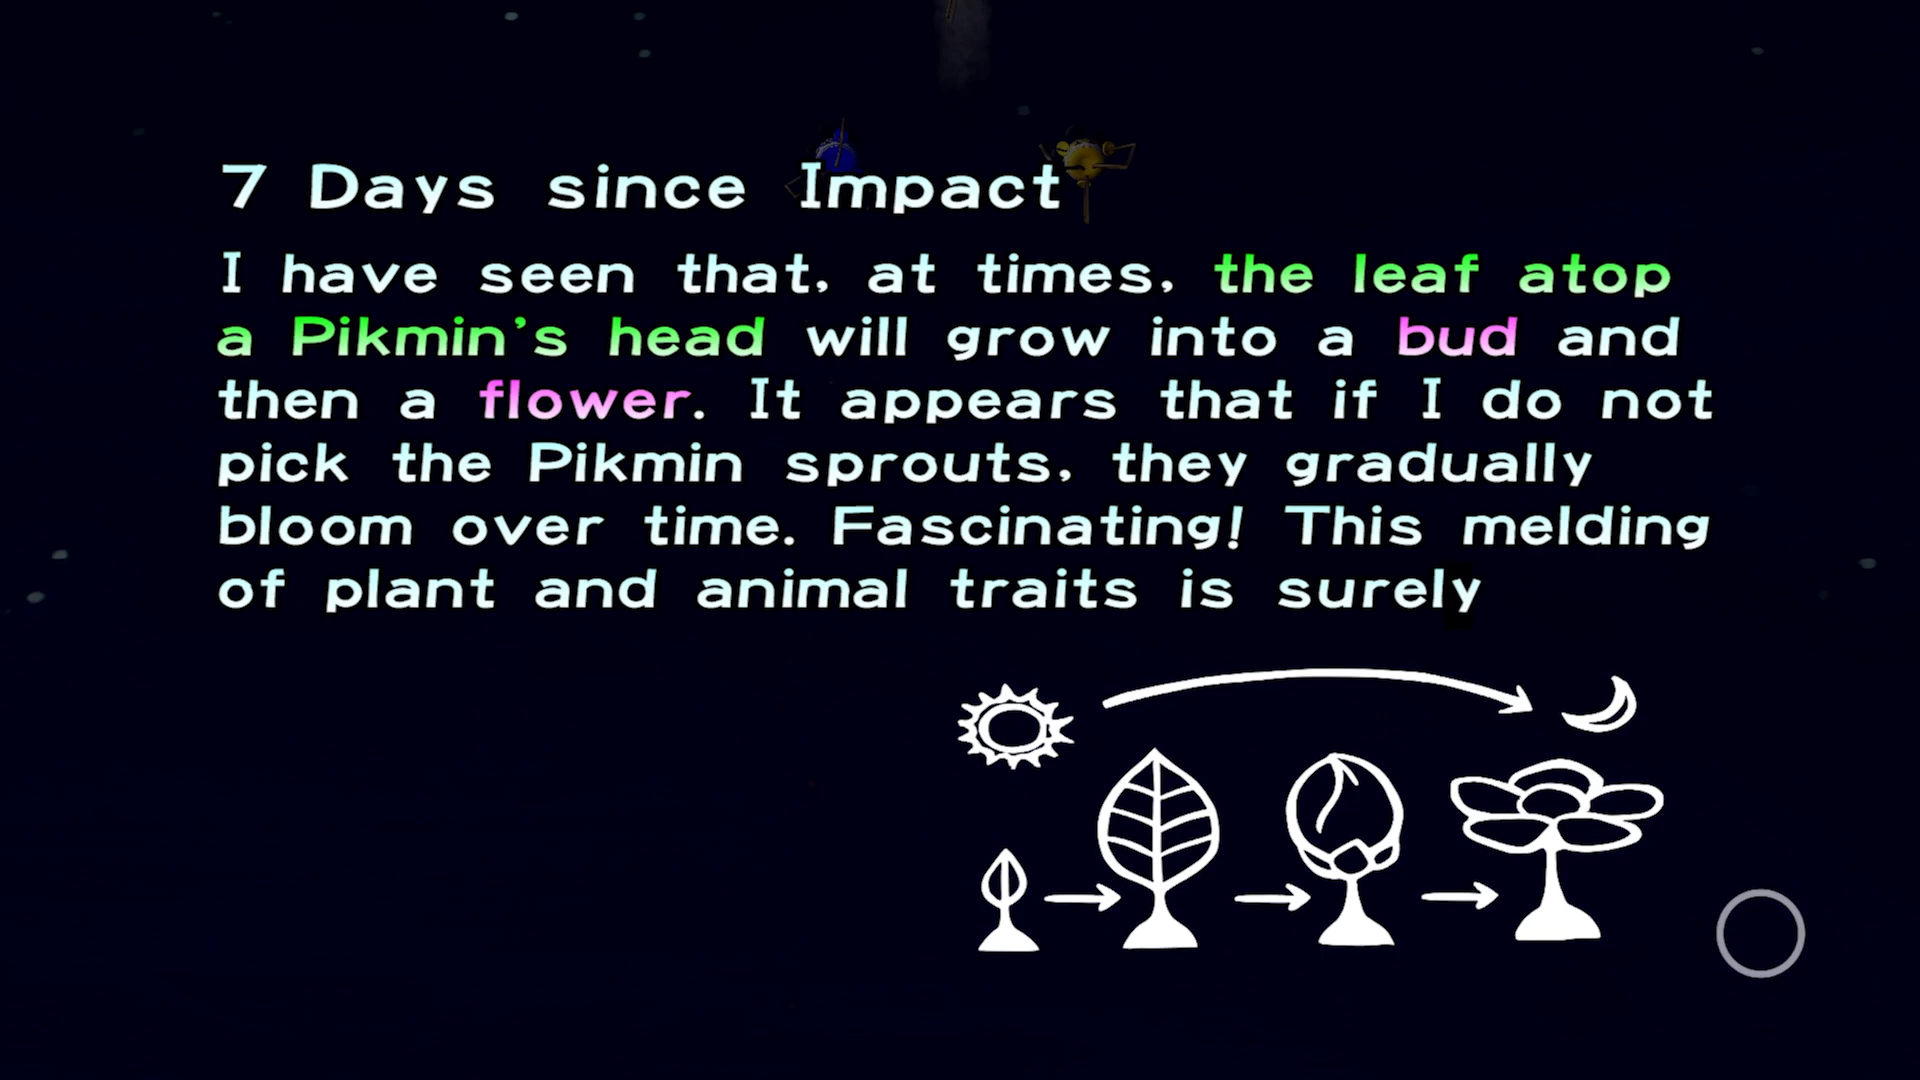 7 Days since Impact
I have seen that, at times, the leaf atop
a Pikmin's head will grow into a bud and
then a flower. It appears that if I do not
pick the Pikmin sprouts, they gradually
bloom over time. Fascinating! This melding
of plant and animal traits is surely